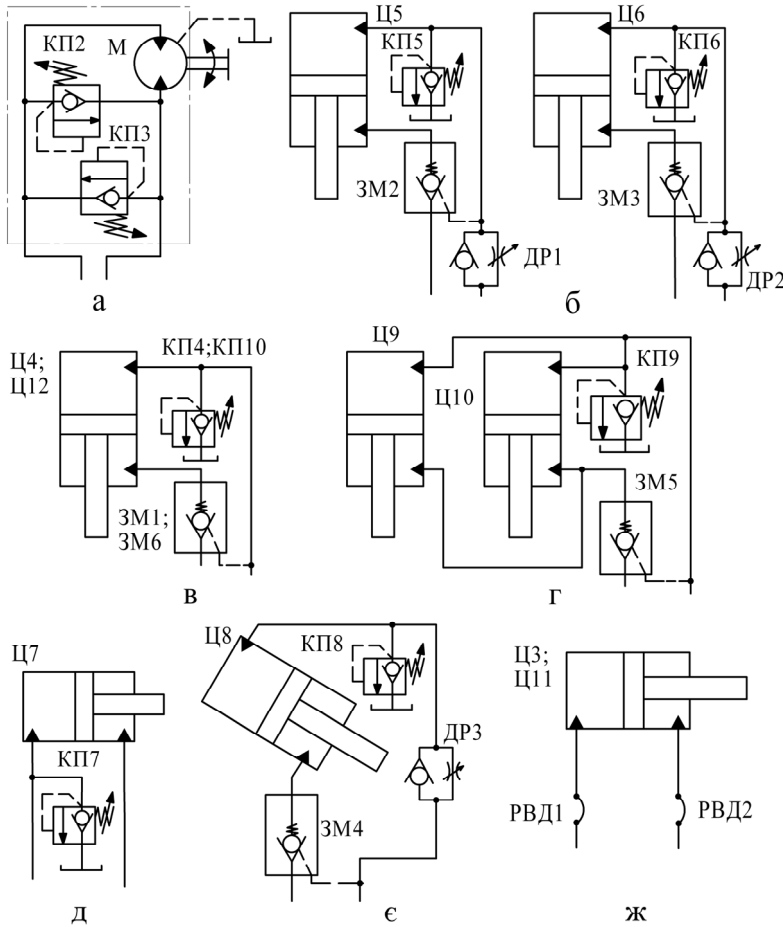 КП2
М
КП3
а
Ц5
КП5
ЗМ2
ДР1
Ц6
КП6
ЗМ3
ДР2
б
Ц4;
Ц12
КП4;КП10
ЗМ1;
ЗМ6
в
Ц9
Ц10
КП9
ЗМ5
г
Ц7
КП7
д
Ц8
КП8
ДР3
ЗМ4
є
Ц3;
Ц11
РВД1
РВД2
ж